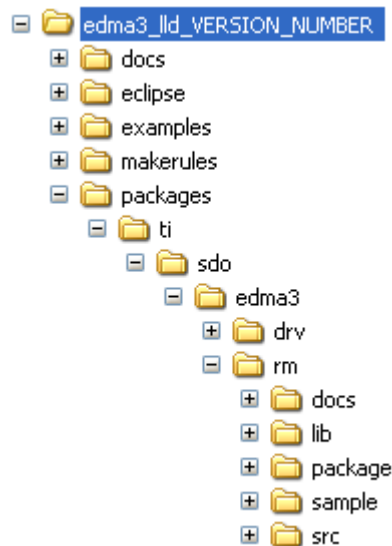 edma3_lld_VERSION_NUMBER
docs
eclipse
examples
makerules
packages
ti
sdo
edma3
drv
rm
docs
lib
package
sample
src